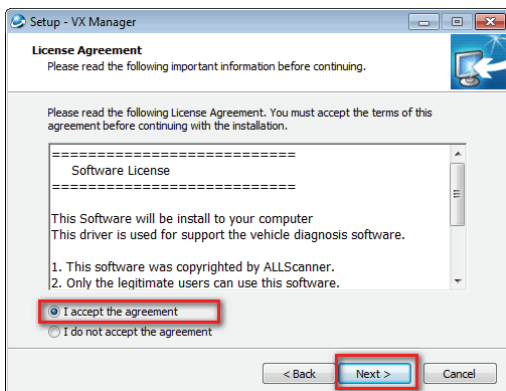 Setup - VX Manager
License Agreement
Please read the following important information before continuing.
Please read the following License Agreement. You must accept the terms of this
agreement before continuing with the installation.
===========================
Software License
===========================
This Software will be install to your computer
This driver is used for support the vehicle diagnosis software.
1. This software was copyrighted by ALLScanner.
2. Only the legitimate users can use this software.
I accept the agreement
I do not accept the agreement
< Back
Next >
Cancel